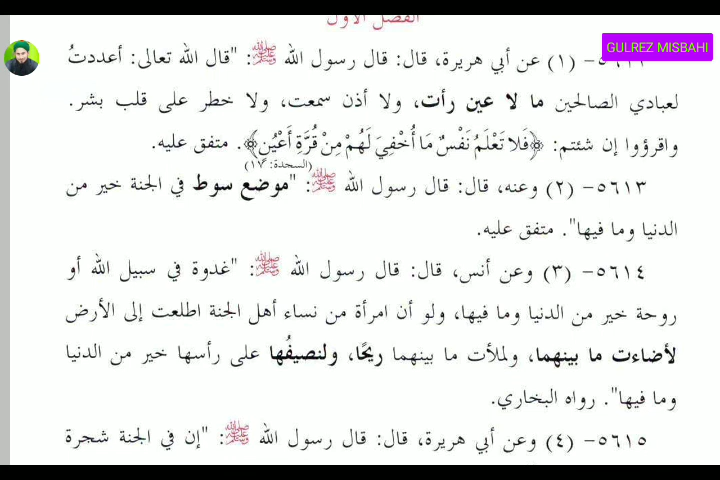 الفصل الأول
GULREZ MISBAHI
(١) عن أبي هريرة، قال: قال رسول الله ﷺ: "قال الله تعالى: أعددتُ
لعبادي الصالحين ما لا عين رأت، ولا أذن سمعت، ولا خطر على قلب بشر.
واقرؤوا إن شئتم: ﴿فَلَا تَعْلَمُ نَفْسٌ مَا أُخْفِيَ لَهُمْ مِنْ قُرَّةِ أَعْيُنٍ﴾. متفق عليه.
(السجدة: ١٧)
٥٦١٣- (٢) وعنه، قال: قال رسول الله ﷺ: "موضع سوط في الجنة خير من
الدنيا وما فيها". متفق عليه.
٥٦١٤- (٣) وعن أنس، قال: قال رسول الله ﷺ: "غدوة في سبيل الله أو
روحة خير من الدنيا وما فيها، ولو أن امرأة من نساء أهل الجنة اطلعت إلى الأرض
لأضاءت ما بينهما، ولملأت ما بينهما ريحًا، ولنصيفُها على رأسها خير من الدنيا
وما فيها". رواه البخاري.
٥٦١٥- (٤) وعن أبي هريرة، قال: قال رسول الله ﷺ: "إن في الجنة شجرة